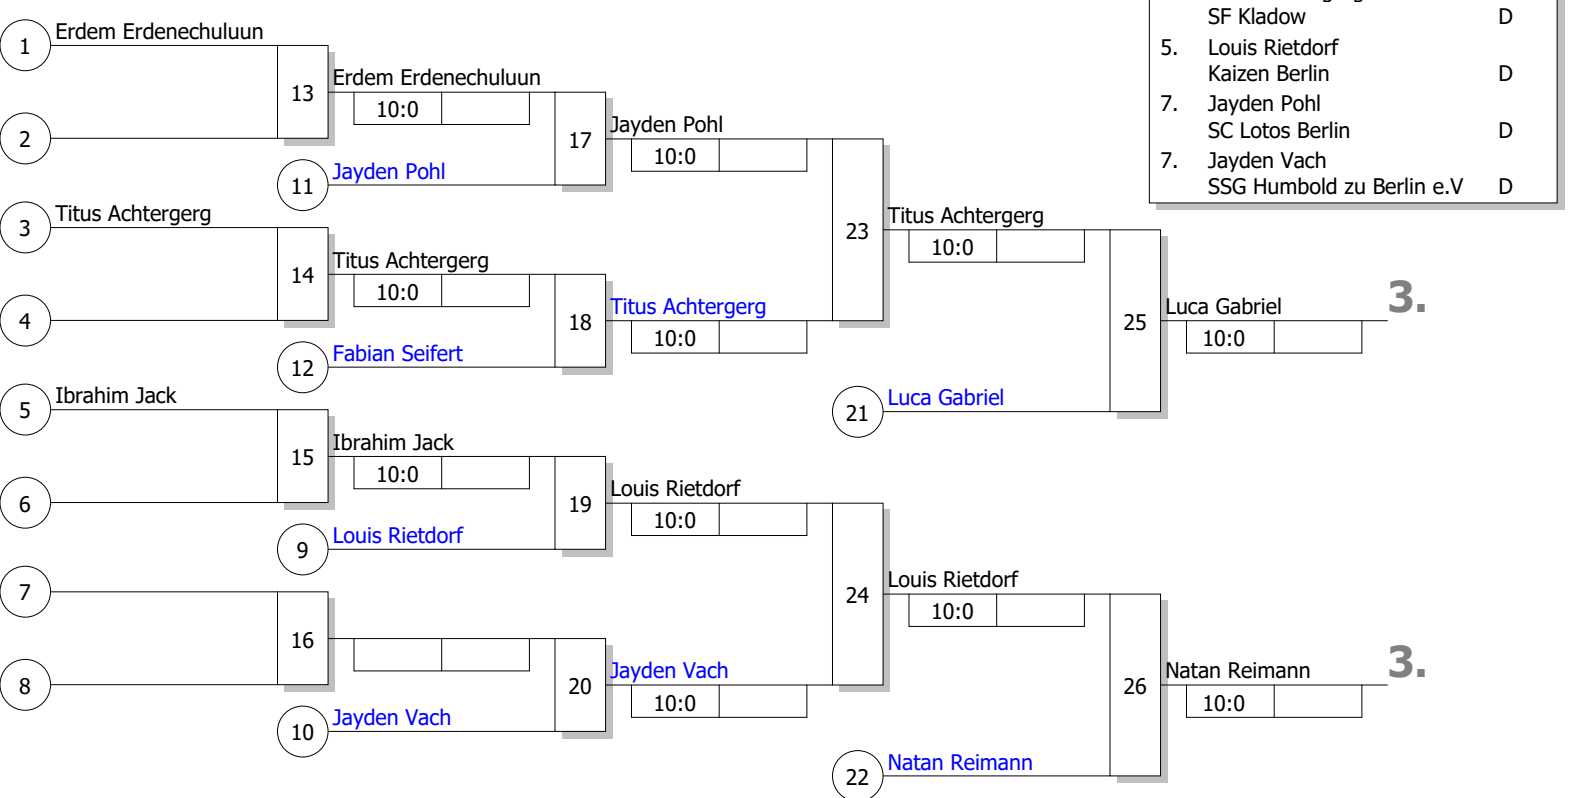 SF Kladow D
5. Louis Rietdorf
Kaizen Berlin D
7. Jayden Pohl
SC Lotos Berlin D
7. Jayden Vach
SSG Humbold zu Berlin e.V D
1 Erdem Erdenechuluun
13 Erdem Erdenechuluun
10:0
2
17 Jayden Pohl
10:0
11 Jayden Pohl
3 Titus Achtergerg
23 Titus Achtergerg
10:0
14 Titus Achtergerg
10:0
4
18 Titus Achtergerg
10:0
25 Luca Gabriel 3.
10:0
12 Fabian Seifert
5 Ibrahim Jack
21 Luca Gabriel
15 Ibrahim Jack
10:0
6
19 Louis Rietdorf
10:0
9 Louis Rietdorf
7
24 Louis Rietdorf
10:0
16
8
20 Jayden Vach
10:0
26 Natan Reimann 3.
10:0
10 Jayden Vach
22 Natan Reimann